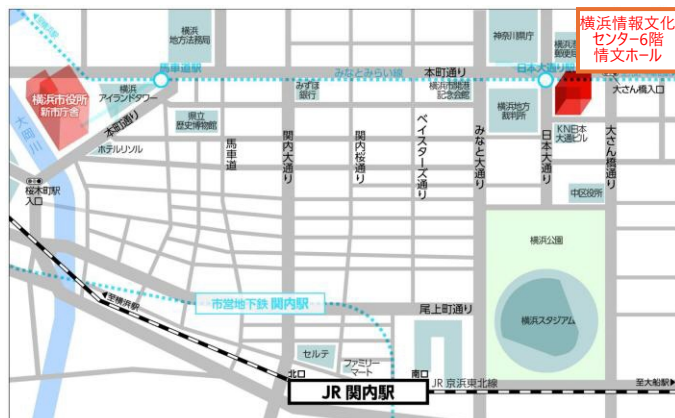 横浜情報文化
センター6階
情文ホール
至横浜駅
横浜
地方法務局
神奈川県庁
馬車道駅
みなとみらい線
本町通り
日本大通り駅
大さん橋入口
横浜市役所
新市庁舎
横浜
アイランドタワー
みずほ
銀行
横浜市開港
記念会館
横浜地方
裁判所
大岡川
本町通り
県立
歴史博物館
KN日本
大通ビル
ホテルリソル
馬車道
関内大通り
関内桜通り
ベイスターズ通り
みなと大通り
日本大通り
大さん橋通り
桜木町駅
入口
中区役所
横浜公園
至横浜駅
市営地下鉄 関内駅
尾上町通り
横浜スタジアム
セルテ
ファミリー
マート
北口
南口
JR 関内駅
JR 京浜東北線
至大船駅